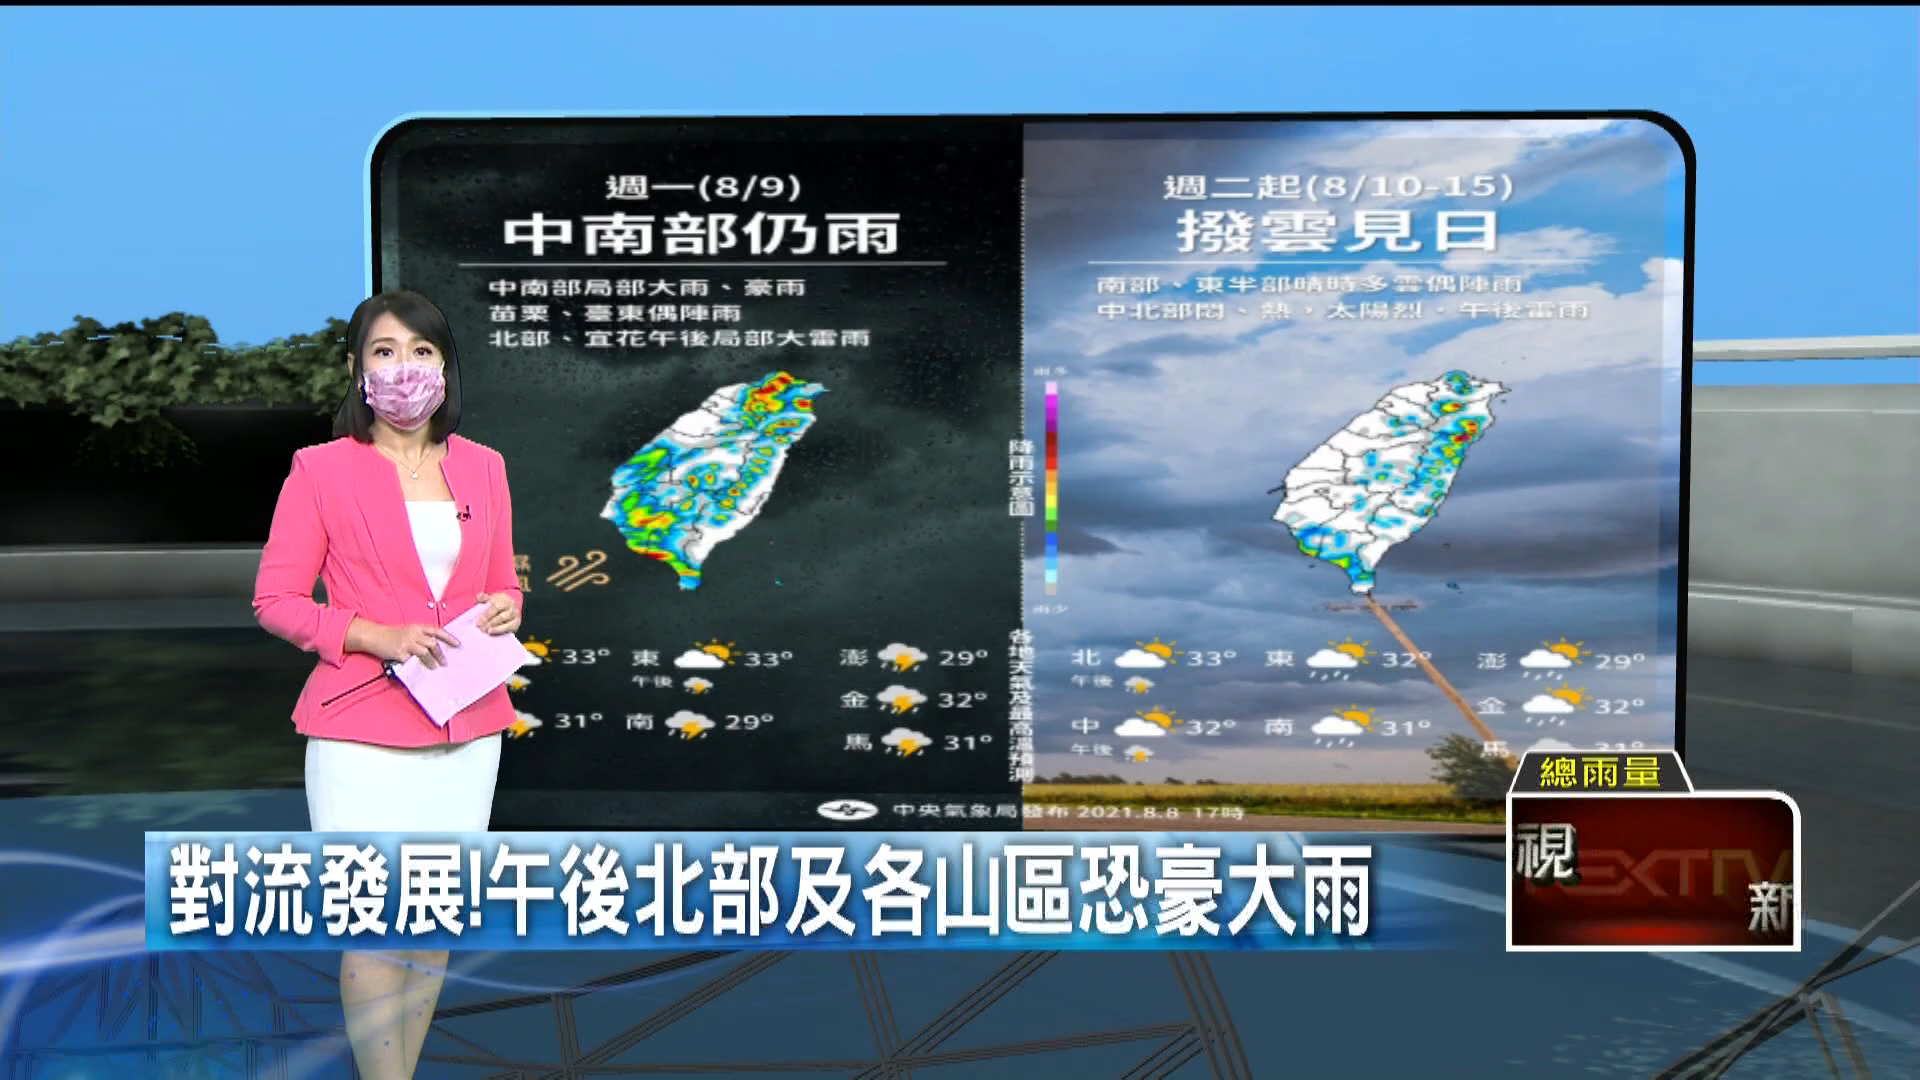 週一(8/9)
中南部仍雨
中南部局部大雨、豪雨
苗栗、臺東偶陣雨
北部、宜花午後局部大雷雨
週二起(8/10-15)
撥雲見日
南部、東半部晴時多雲偶陣雨
中北部悶、熱，太陽烈，午後雷雨
雨多
降雨示意圖
雨少
各地天氣及最高溫預測
33°
東 33°
午後
31°
南 29°
澎 29°
金 32°
馬 31°
北 33°
午後
東 32°
澎 29°
中 32°
午後
南 31°
金 32°
馬 31°
中央氣象局發布 2021.8.8 17時
總雨量
視
新
NEXTTV
對流發展!午後北部及各山區恐豪大雨